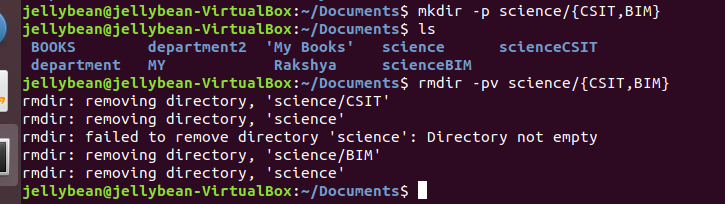 jellybean@jellybean-VirtualBox:~/Documents$ mkdir -p science/{CSIT,BIM}
jellybean@jellybean-VirtualBox:~/Documents$ ls
BOOKS department2 'My Books' science scienceCSIT
department MY Rakshya scienceBIM
jellybean@jellybean-VirtualBox:~/Documents$ rmdir -pv science/{CSIT,BIM}
rmdir: removing directory, 'science/CSIT'
rmdir: removing directory, 'science'
rmdir: failed to remove directory 'science': Directory not empty
rmdir: removing directory, 'science/BIM'
rmdir: removing directory, 'science'
jellybean@jellybean-VirtualBox:~/Documents$